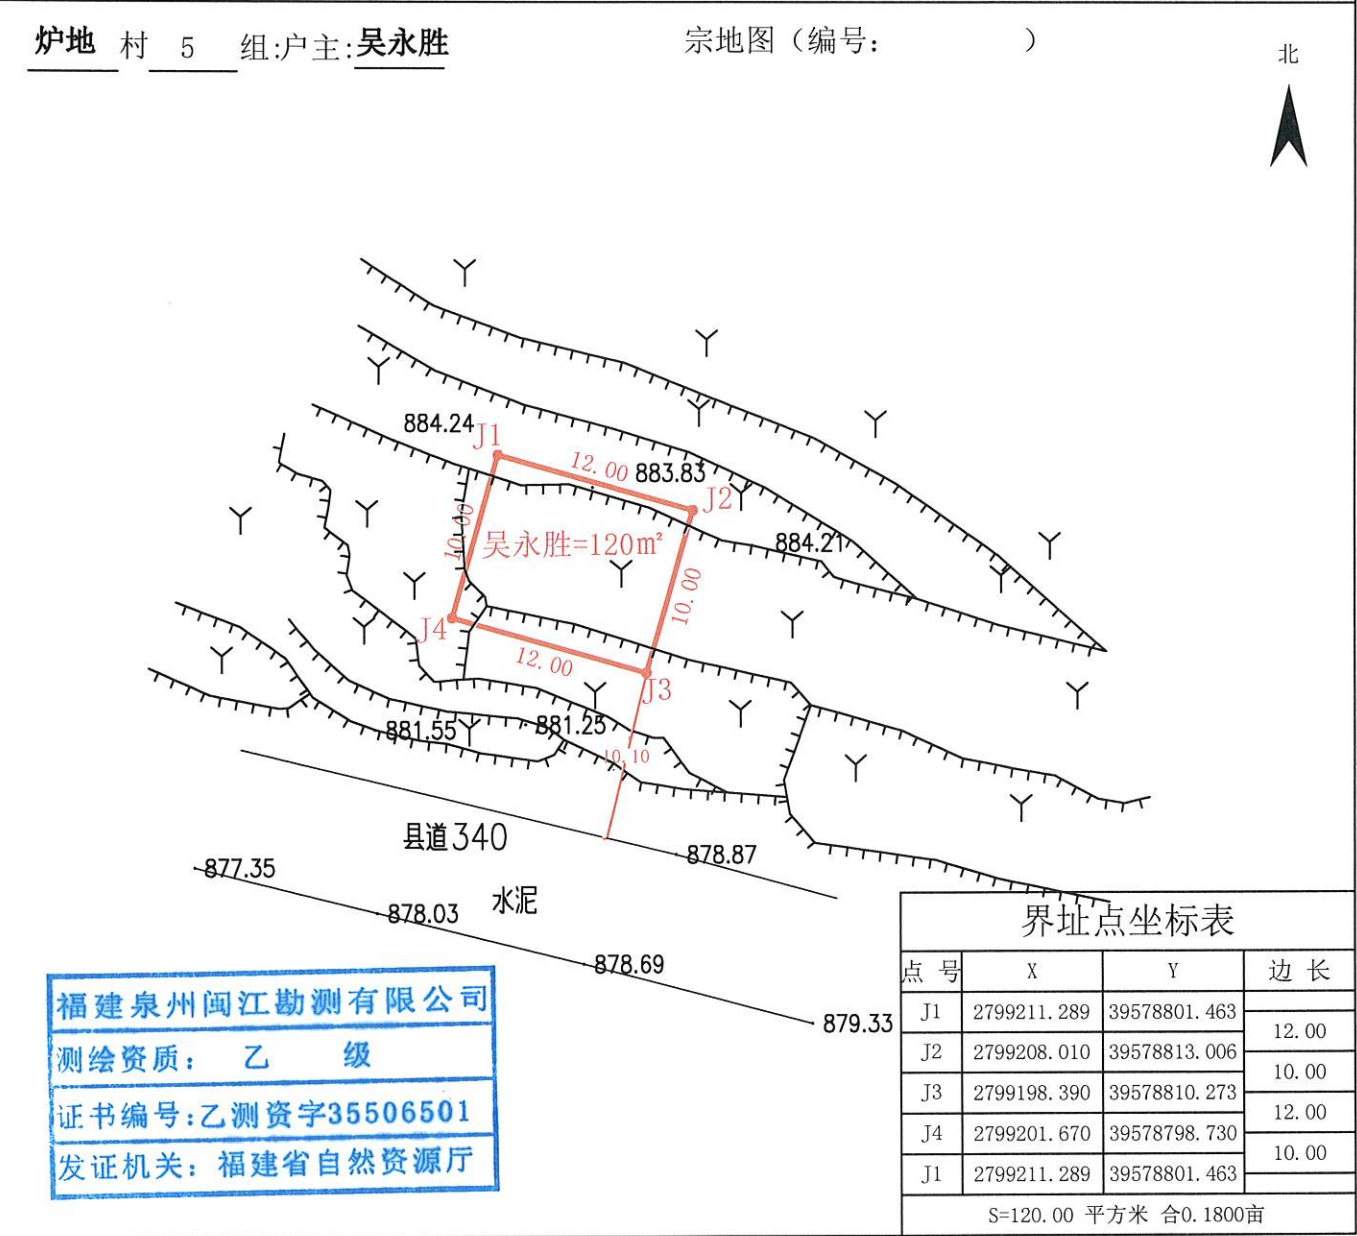 炉地 村 5 组:户主:吴永胜
宗地图（编号: ）
北
884.24
J1
12.00
883.83
J2
10.00
吴永胜=120㎡
884.21
10.00
J4
12.00
J3
881.55
881.25
10.10
县道340
878.87
877.35
水泥
878.03
878.69
879.33
界址点坐标表
点 号 X Y 边 长
J1 2799211.289 39578801.463
12.00
J2 2799208.010 39578813.006
10.00
J3 2799198.390 39578810.273
12.00
J4 2799201.670 39578798.730
10.00
J1 2799211.289 39578801.463
S=120.00 平方米 合0.1800亩
福建泉州闽江勘测有限公司
测绘资质: 乙 级
证书编号:乙测资字35506501
发证机关: 福建省自然资源厅